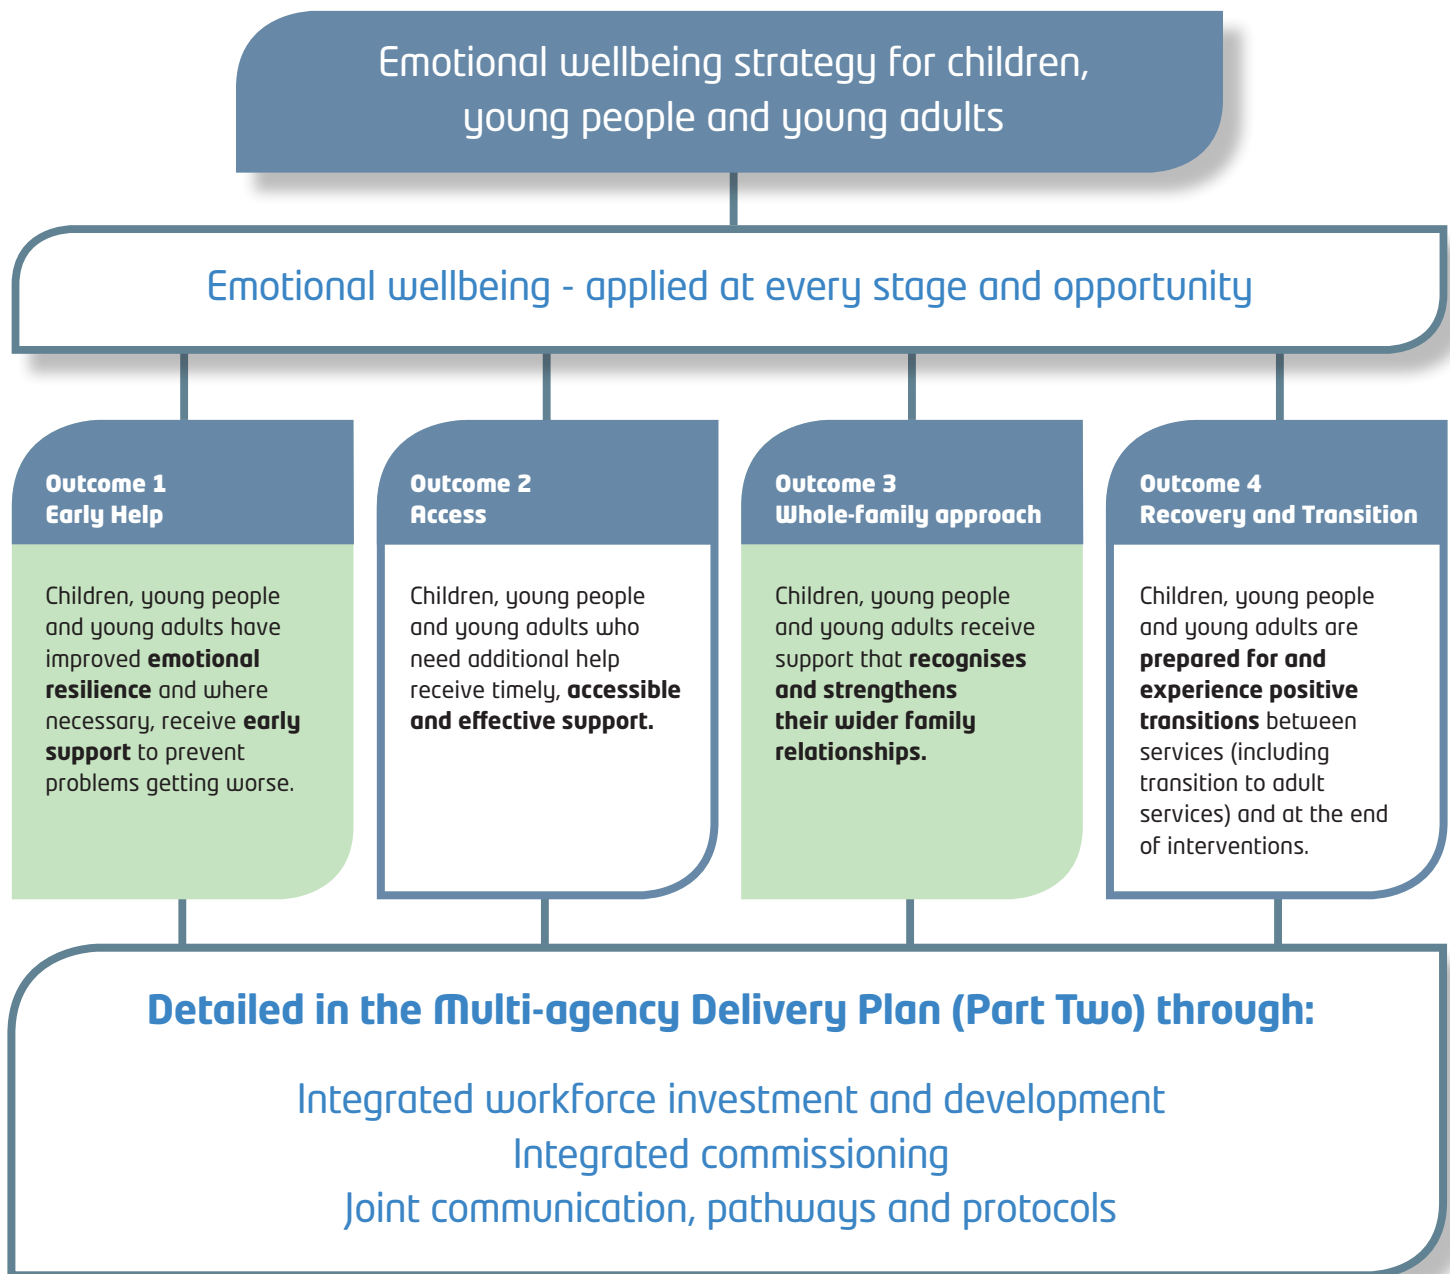 Emotional wellbeing strategy for children,
young people and young adults
Emotional wellbeing - applied at every stage and opportunity
Outcome 1
Early Help
Children, young people
and young adults have
improved emotional
resilience and where
necessary, receive early
support to prevent
problems getting worse.
Outcome 2
Access
Children, young people
and young adults who
need additional help
receive timely, accessible
and effective support.
Outcome 3
Whole-family approach
Children, young people
and young adults receive
support that recognises
and strengthens
their wider family
relationships.
Outcome 4
Recovery and Transition
Children, young people
and young adults are
prepared for and
experience positive
transitions between
services (including
transition to adult
services) and at the end
of interventions.
Detailed in the Multi-agency Delivery Plan (Part Two) through:
Integrated workforce investment and development
Integrated commissioning
Joint communication, pathways and protocols